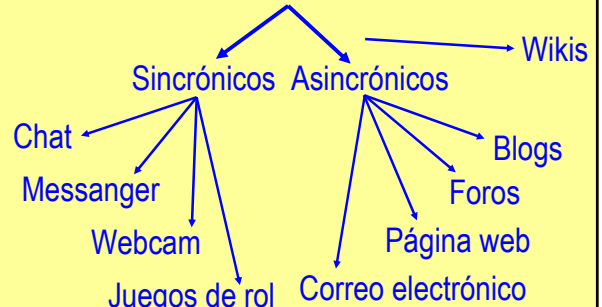 Wikis
Sincrónicos Asincrónicos
Chat
Blogs
Messanger
Foros
Webcam
Página web
Juegos de rol
Correo electrónico